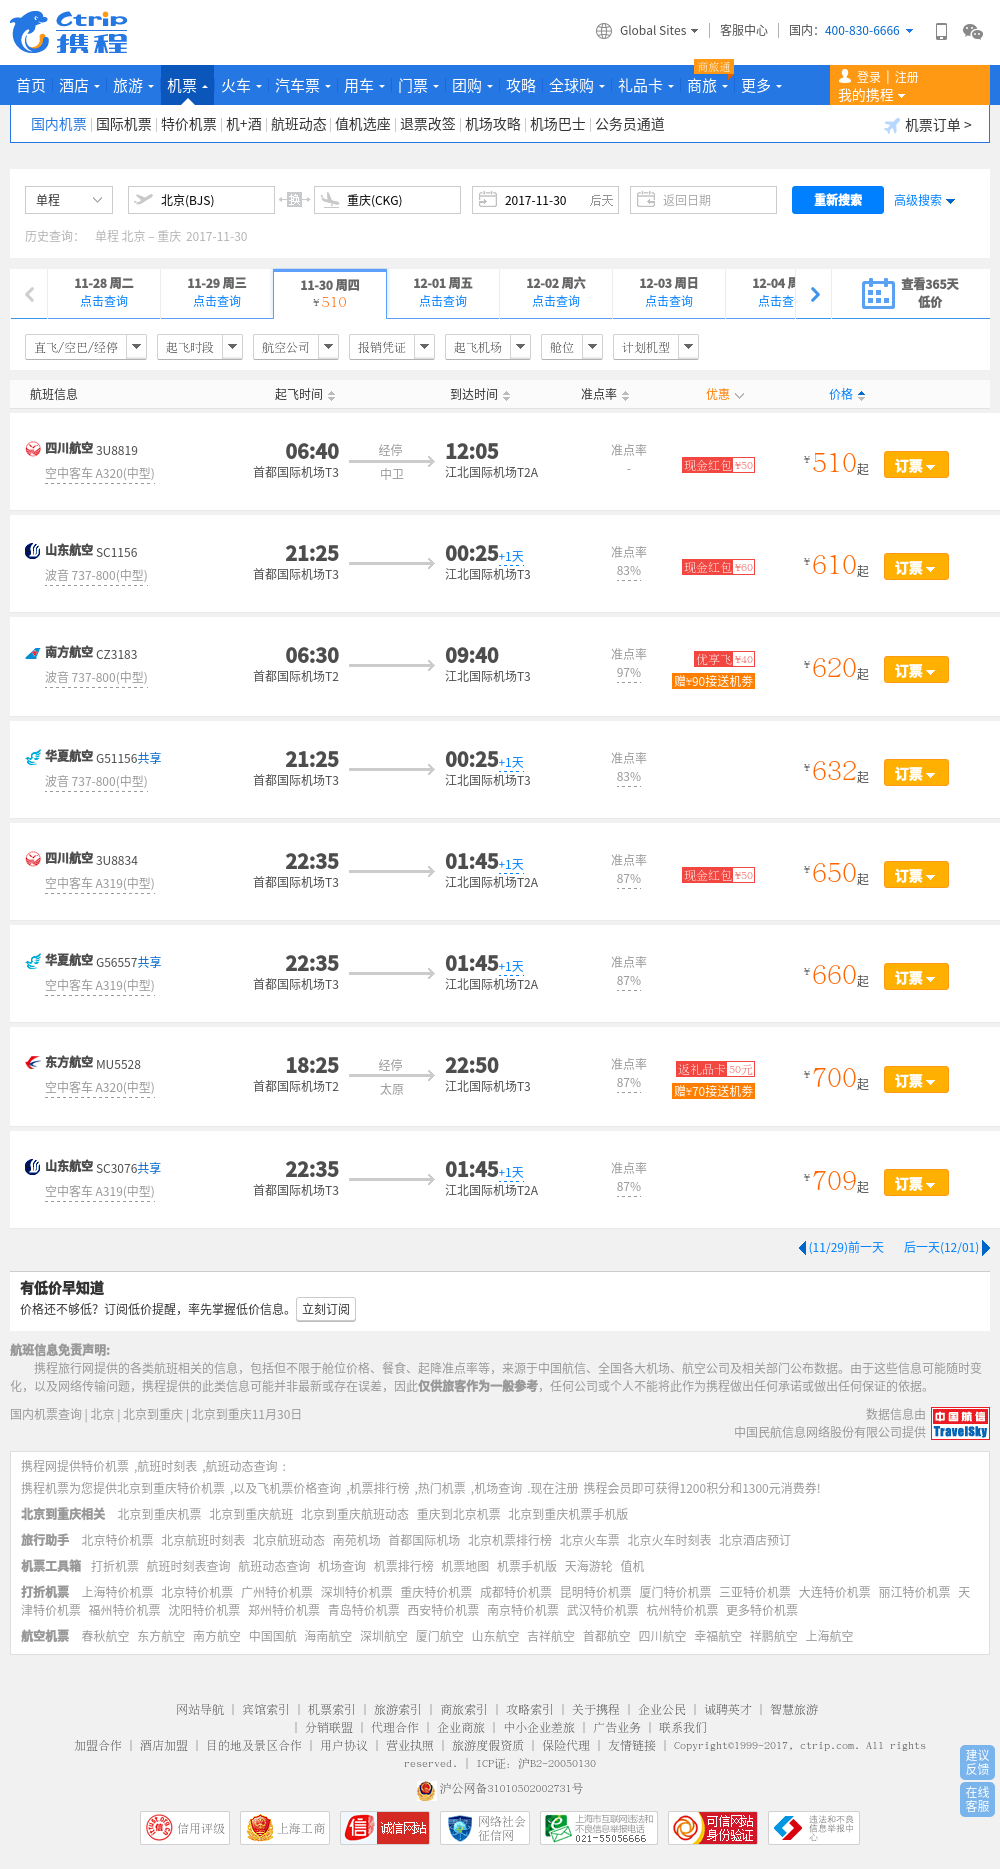 Ctrip 携程
Global Sites | 客服中心 | 国内：400-830-6666
商旅通
首页 酒店 旅游 机票 火车 汽车票 用车 门票 团购 攻略 全球购 礼品卡 商旅 更多
登录 | 注册
我的携程
国内机票 | 国际机票 | 特价机票 | 机+酒 | 航班动态 | 值机选座 | 退票改签 | 机场攻略 | 机场巴士 | 公务员通道
机票订单 >
单程 北京(BJS) 换 重庆(CKG) 2017-11-30 后天 返回日期 重新搜索 高级搜索
历史查询： 单程 北京 – 重庆 2017-11-30
11-28 周二 11-29 周三 11-30 周四 12-01 周五 12-02 周六 12-03 周日 12-04 周 查看365天
点击查询 点击查询 ¥510 点击查询 点击查询 点击查询 点击查 低价
直飞/空巴/经停 起飞时段 航空公司 报销凭证 起飞机场 舱位 计划机型
航班信息 起飞时间 到达时间 准点率 优惠 价格
四川航空 3U8819 06:40 经停 12:05 准点率 现金红包 ¥50 ¥510起 订票
空中客车 A320(中型) 首都国际机场T3 中卫 江北国际机场T2A -
山东航空 SC1156 21:25 00:25+1天 准点率 现金红包 ¥60 ¥610起 订票
波音 737-800(中型) 首都国际机场T3 江北国际机场T3 83%
南方航空 CZ3183 06:30 09:40 准点率 优享飞 ¥40 ¥620起 订票
波音 737-800(中型) 首都国际机场T2 江北国际机场T3 97% 赠¥90接送机券
华夏航空 G51156共享 21:25 00:25+1天 准点率 ¥632起 订票
波音 737-800(中型) 首都国际机场T3 江北国际机场T3 83%
四川航空 3U8834 22:35 01:45+1天 准点率 现金红包 ¥50 ¥650起 订票
空中客车 A319(中型) 首都国际机场T3 江北国际机场T2A 87%
华夏航空 G56557共享 22:35 01:45+1天 准点率 ¥660起 订票
空中客车 A319(中型) 首都国际机场T3 江北国际机场T2A 87%
东方航空 MU5528 18:25 经停 22:50 准点率 返礼品卡 50元 ¥700起 订票
空中客车 A320(中型) 首都国际机场T2 太原 江北国际机场T3 87% 赠¥70接送机券
山东航空 SC3076共享 22:35 01:45+1天 准点率 ¥709起 订票
空中客车 A319(中型) 首都国际机场T3 江北国际机场T2A 87%
(11/29)前一天 后一天(12/01)
有低价早知道
价格还不够低？订阅低价提醒，率先掌握低价信息。 立刻订阅
航班信息免责声明:
携程旅行网提供的各类航班相关的信息，包括但不限于舱位价格、餐食、起降准点率等，来源于中国航信、全国各大机场、航空公司及相关部门公布数据。由于这些信息可能随时变
化，以及网络传输问题，携程提供的此类信息可能并非最新或存在误差，因此仅供旅客作为一般参考，任何公司或个人不能将此作为携程做出任何承诺或做出任何保证的依据。
国内机票查询 | 北京 | 北京到重庆 | 北京到重庆11月30日
数据信息由
中国民航信息网络股份有限公司提供
中国航信
TravelSky
携程网提供特价机票 ,航班时刻表 ,航班动态查询 :
携程机票为您提供北京到重庆特价机票 ,以及飞机票价格查询 ,机票排行榜 ,热门机票 ,机场查询 .现在注册 携程会员即可获得1200积分和1300元消费券!
北京到重庆相关 北京到重庆机票 北京到重庆航班 北京到重庆航班动态 重庆到北京机票 北京到重庆机票手机版
旅行助手 北京特价机票 北京航班时刻表 北京航班动态 南苑机场 首都国际机场 北京机票排行榜 北京火车票 北京火车时刻表 北京酒店预订
机票工具箱 打折机票 航班时刻表查询 航班动态查询 机场查询 机票排行榜 机票地图 机票手机版 天海游轮 值机
打折机票 上海特价机票 北京特价机票 广州特价机票 深圳特价机票 重庆特价机票 成都特价机票 昆明特价机票 厦门特价机票 三亚特价机票 大连特价机票 丽江特价机票 天
津特价机票 福州特价机票 沈阳特价机票 郑州特价机票 青岛特价机票 西安特价机票 南京特价机票 武汉特价机票 杭州特价机票 更多特价机票
航空机票 春秋航空 东方航空 南方航空 中国国航 海南航空 深圳航空 厦门航空 山东航空 吉祥航空 首都航空 四川航空 幸福航空 祥鹏航空 上海航空
网站导航 | 宾馆索引 | 机票索引 | 旅游索引 | 商旅索引 | 攻略索引 | 关于携程 | 企业公民 | 诚聘英才 | 智慧旅游
| 分销联盟 | 代理合作 | 企业商旅 | 中小企业差旅 | 广告业务 | 联系我们
加盟合作 | 酒店加盟 | 目的地及景区合作 | 用户协议 | 营业执照 | 旅游度假资质 | 保险代理 | 友情链接 | Copyright©1999-2017, ctrip.com. All rights
reserved. | ICP证：沪B2-20050130
沪公网备31010502002731号
信用评级
上海工商
信 诚信网站
网络社会
征信网
上海市互联网违法和
不良信息举报电话
021-55056666
可信网站
身份验证
违法和不良
信息举报中
心
建议
反馈
在线
客服